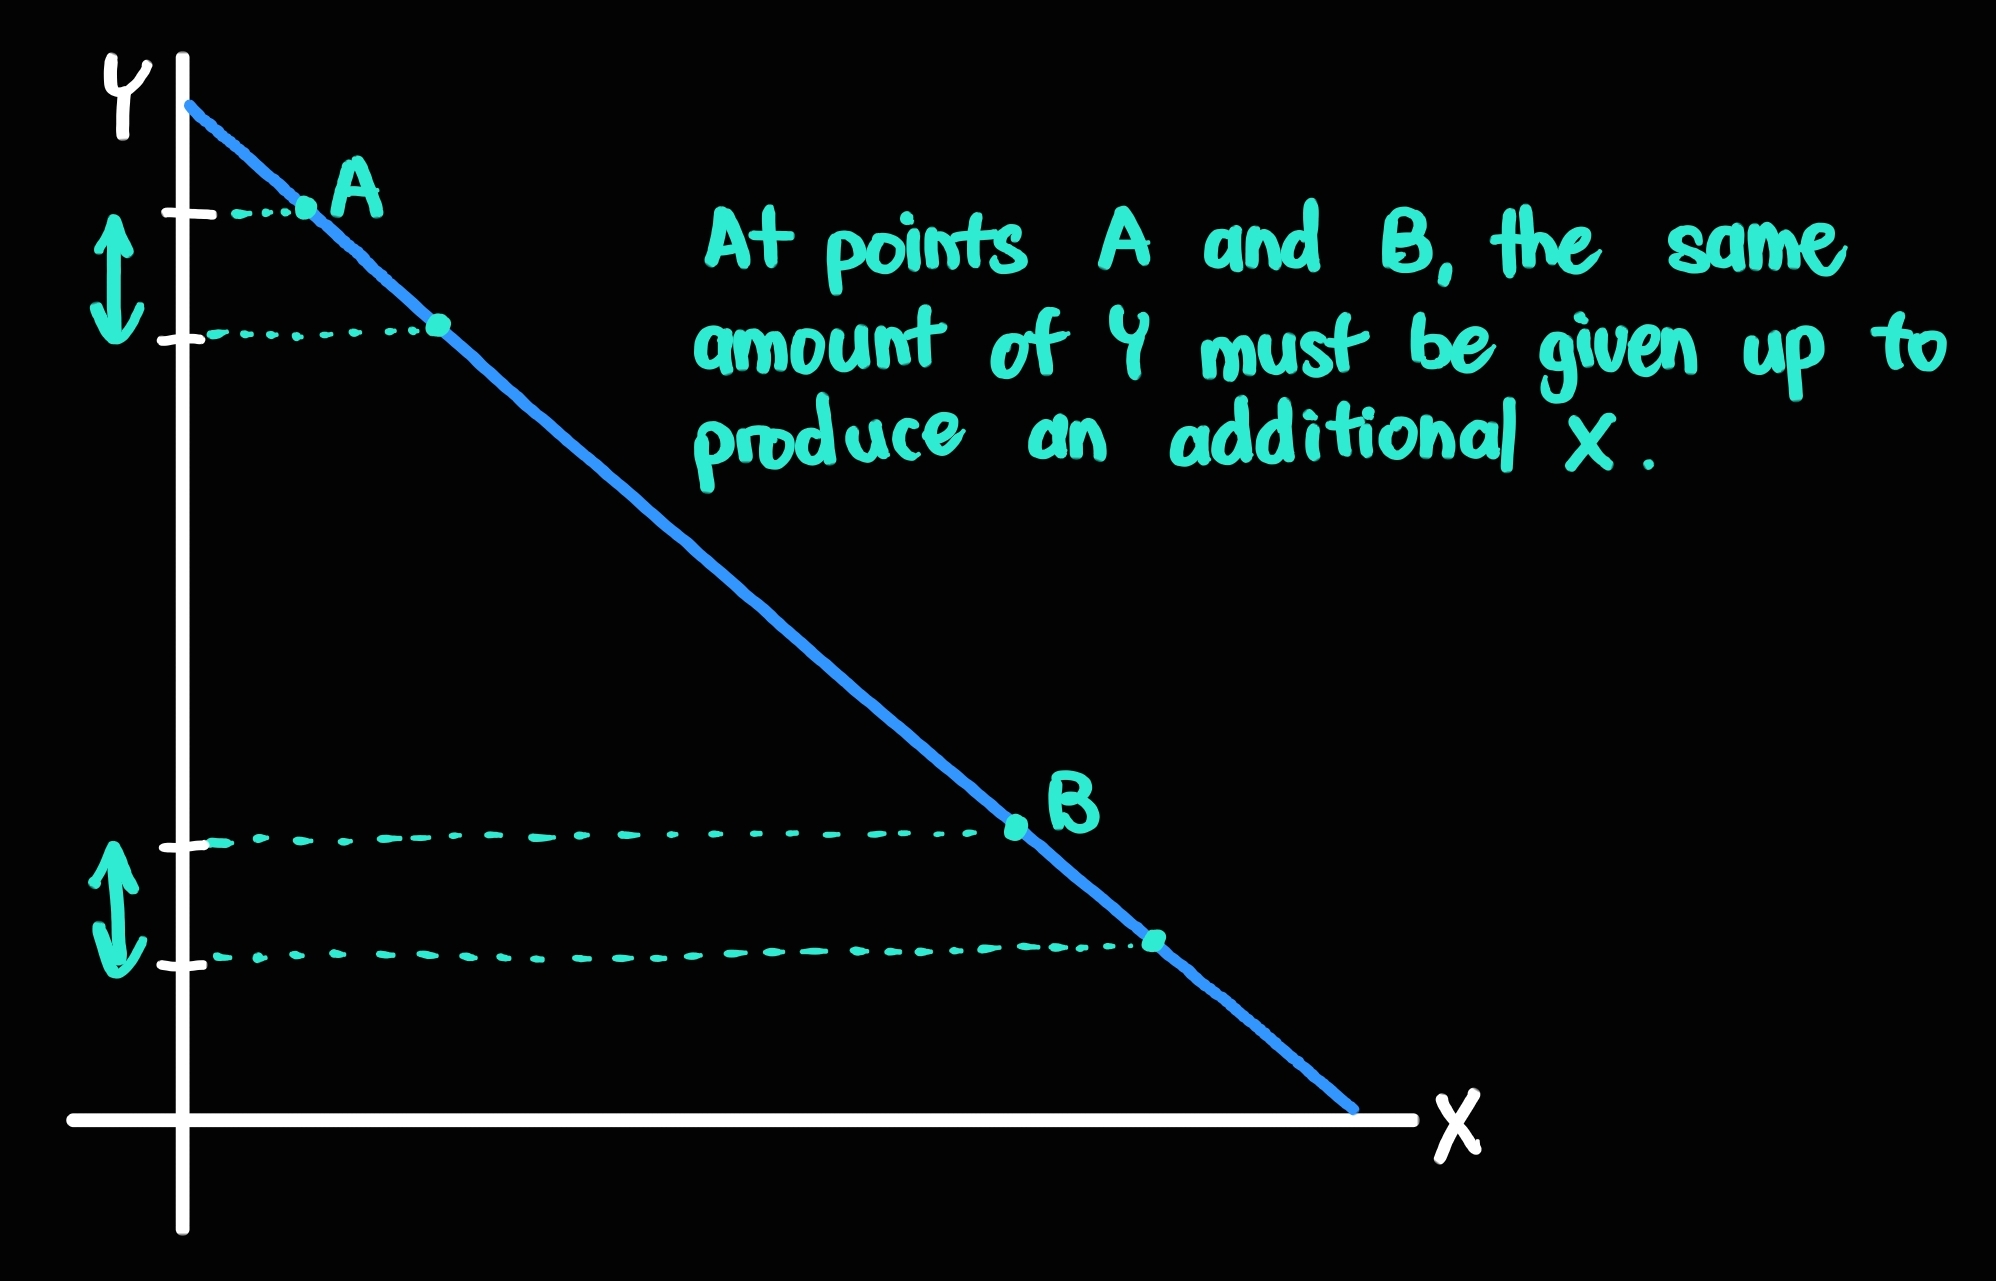 Y
A
At points A and B, the same
amount of Y must be given up to
produce an additional X.
B
X